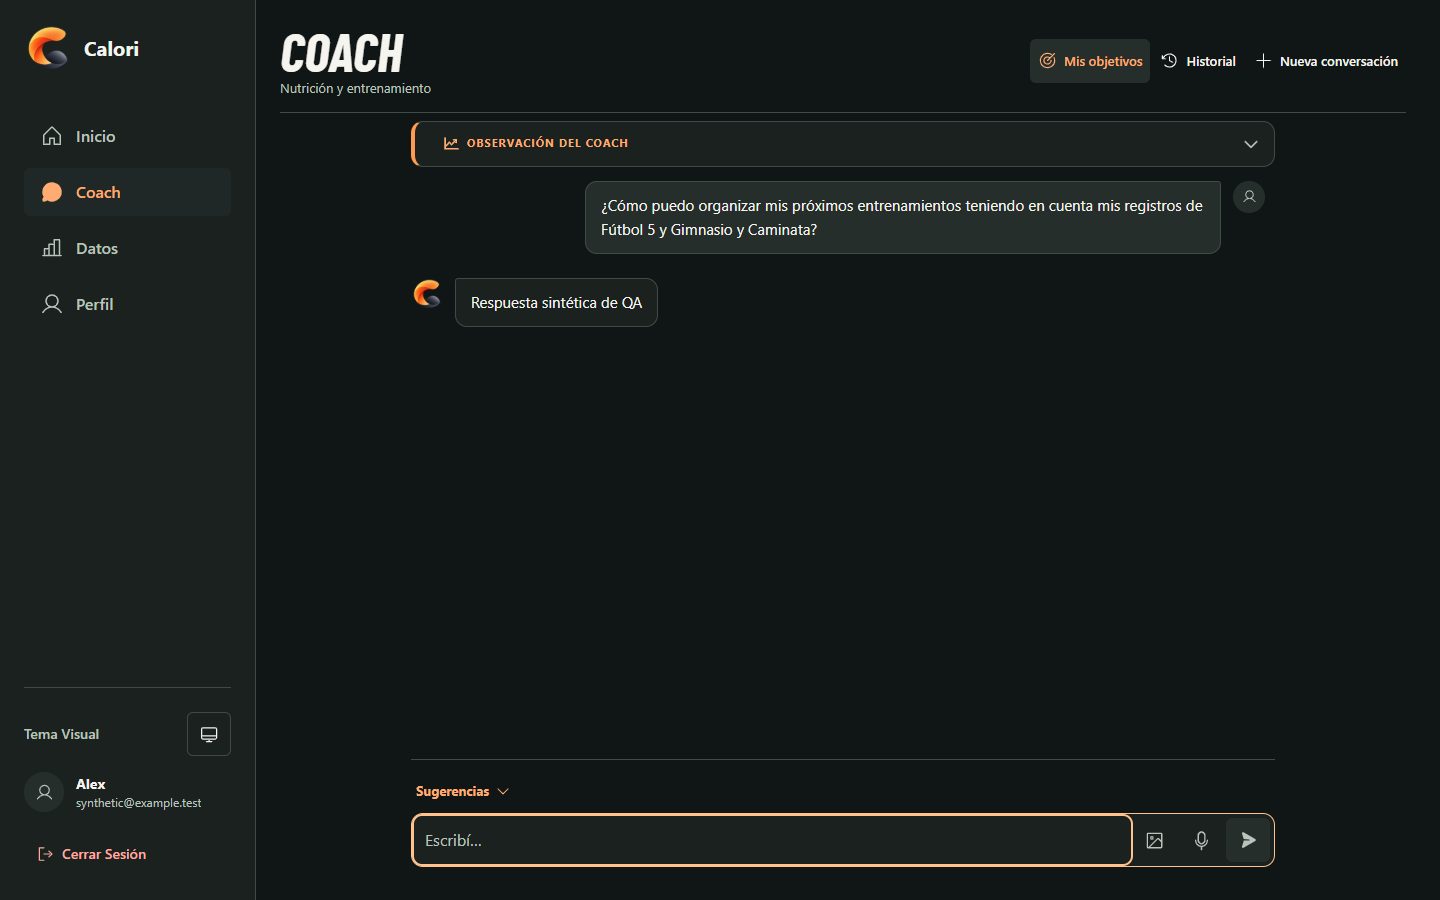 Calori
Inicio
Coach
Datos
Perfil
Tema Visual
Alex
synthetic@example.test
Cerrar Sesión
COACH
Nutrición y entrenamiento
Mis objetivos
Historial
Nueva conversación
OBSERVACIÓN DEL COACH
¿Cómo puedo organizar mis próximos entrenamientos teniendo en cuenta mis registros de
Fútbol 5 y Gimnasio y Caminata?
Respuesta sintética de QA
Sugerencias
Escribí...